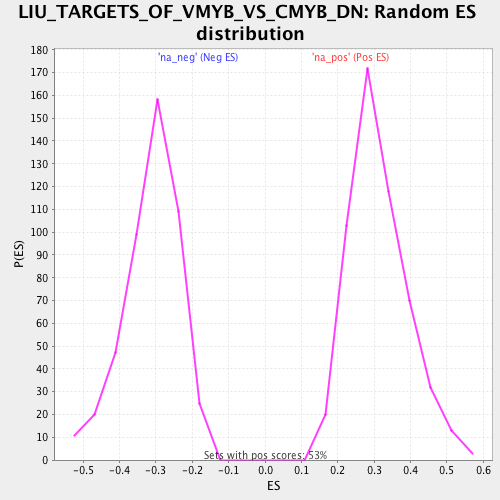 LIU_TARGETS_OF_VMYB_VS_CMYB_DN: Random ES
distribution
'na_neg' (Neg ES)
'na_pos' (Pos ES)
180
170
160
150
140
130
120
110
100
90
80
70
60
50
40
30
20
10
0
P(ES)
Sets with pos scores: 53%
-0.5 -0.4 -0.3 -0.2 -0.1 0.0 0.1 0.2 0.3 0.4 0.5 0.6
ES